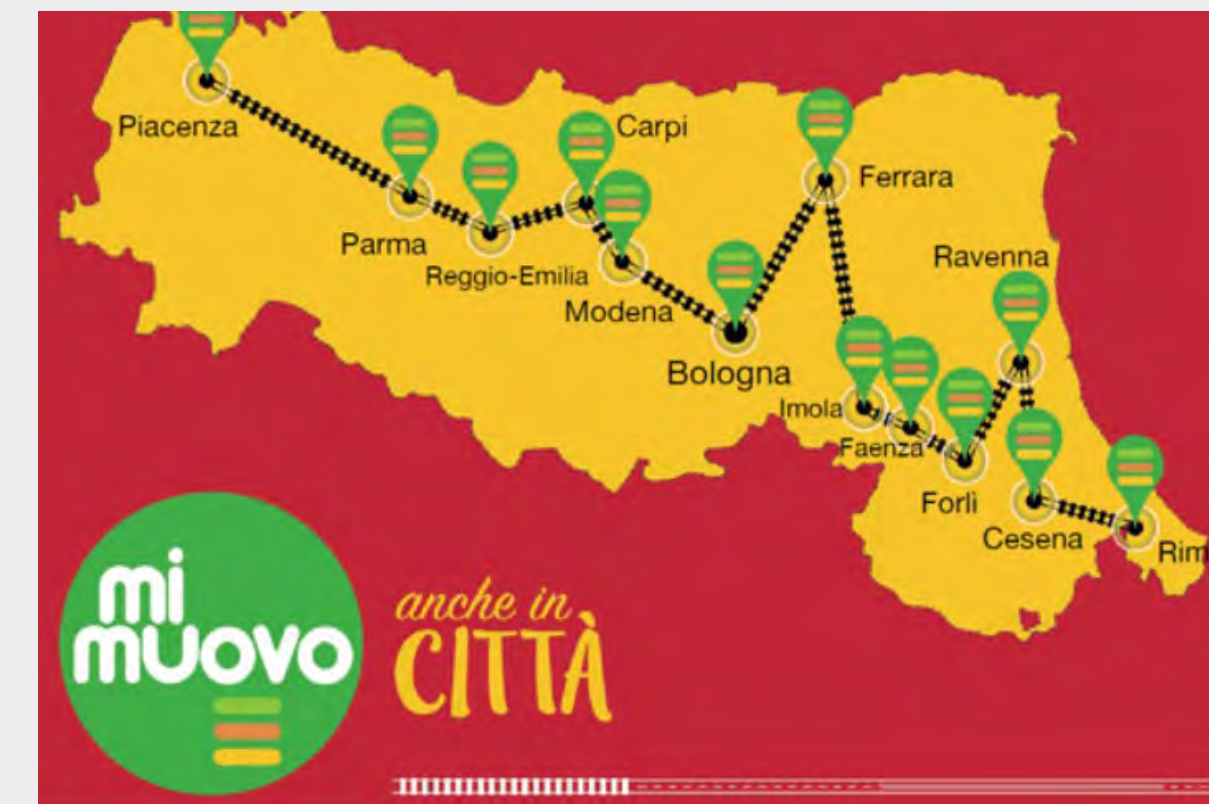 Piacenza
Carpi
Ferrara
Parma
Reggio-Emilia
Ravenna
Modena
Bologna
Imola
Faenza
Forlì
Cesena
Rim
mi
muovo
anche in
CITTÀ